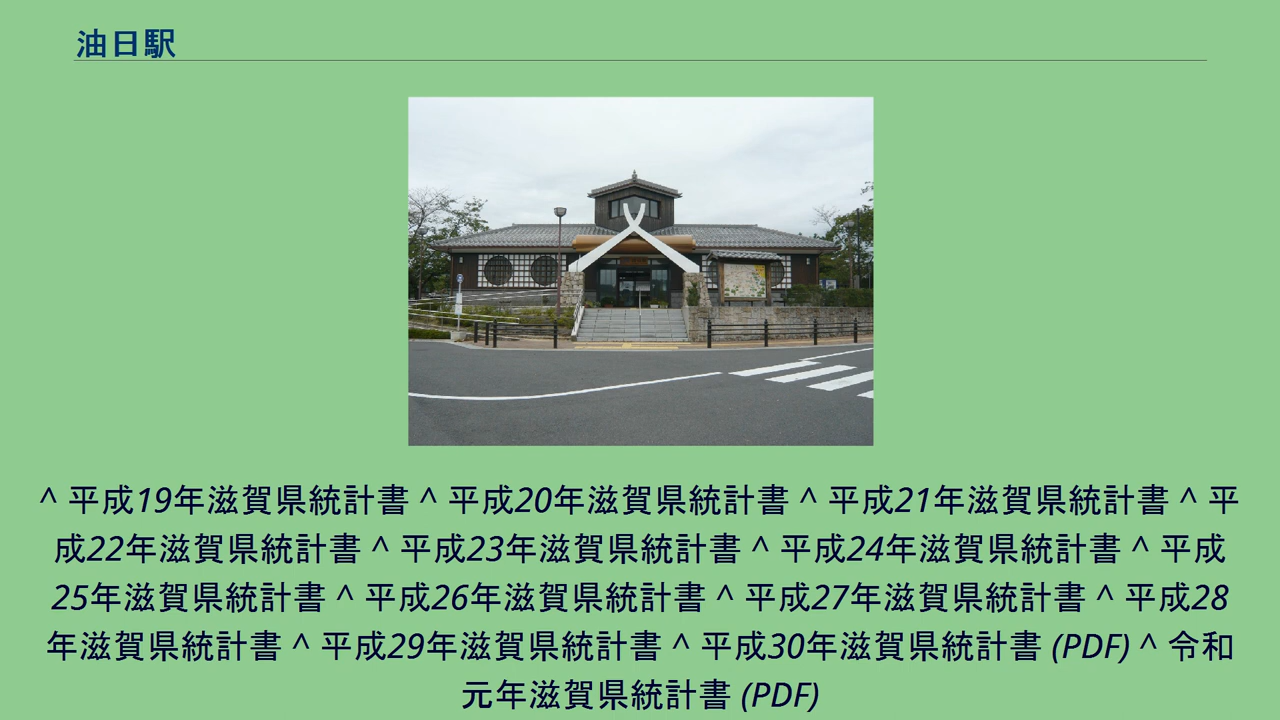 油日駅
^ 平成19年滋賀県統計書 ^ 平成20年滋賀県統計書 ^ 平成21年滋賀県統計書 ^ 平
成22年滋賀県統計書 ^ 平成23年滋賀県統計書 ^ 平成24年滋賀県統計書 ^ 平成
25年滋賀県統計書 ^ 平成26年滋賀県統計書 ^ 平成27年滋賀県統計書 ^ 平成28
年滋賀県統計書 ^ 平成29年滋賀県統計書 ^ 平成30年滋賀県統計書 (PDF) ^ 令和
元年滋賀県統計書 (PDF)